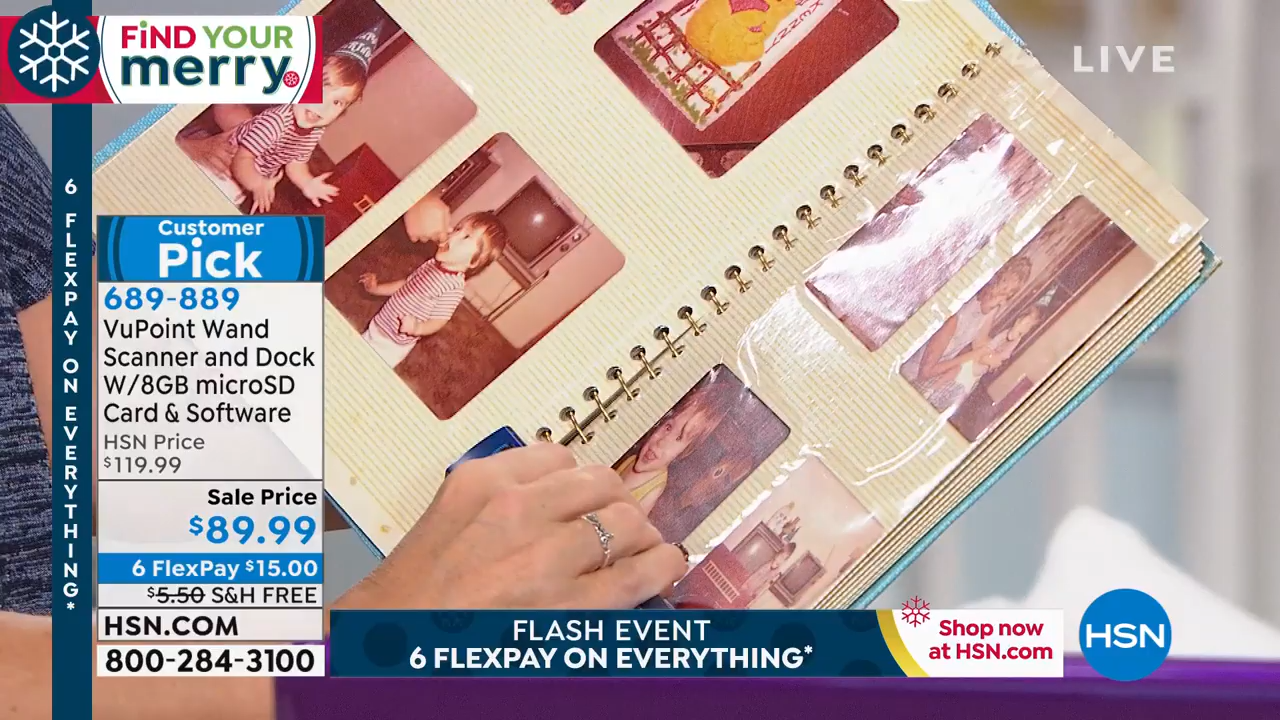 FiND YOUR
merry.
LIVE
6 FLEXPAY ON EVERYTHING*
Customer
Pick
689-889
VuPoint Wand
Scanner and Dock
W/8GB microSD
Card & Software
HSN Price
$119.99
Sale Price
$89.99
6 FlexPay $15.00
$5.50 S&H FREE
HSN.COM
800-284-3100
FLASH EVENT
6 FLEXPAY ON EVERYTHING*
Shop now
at HSN.com
HSN